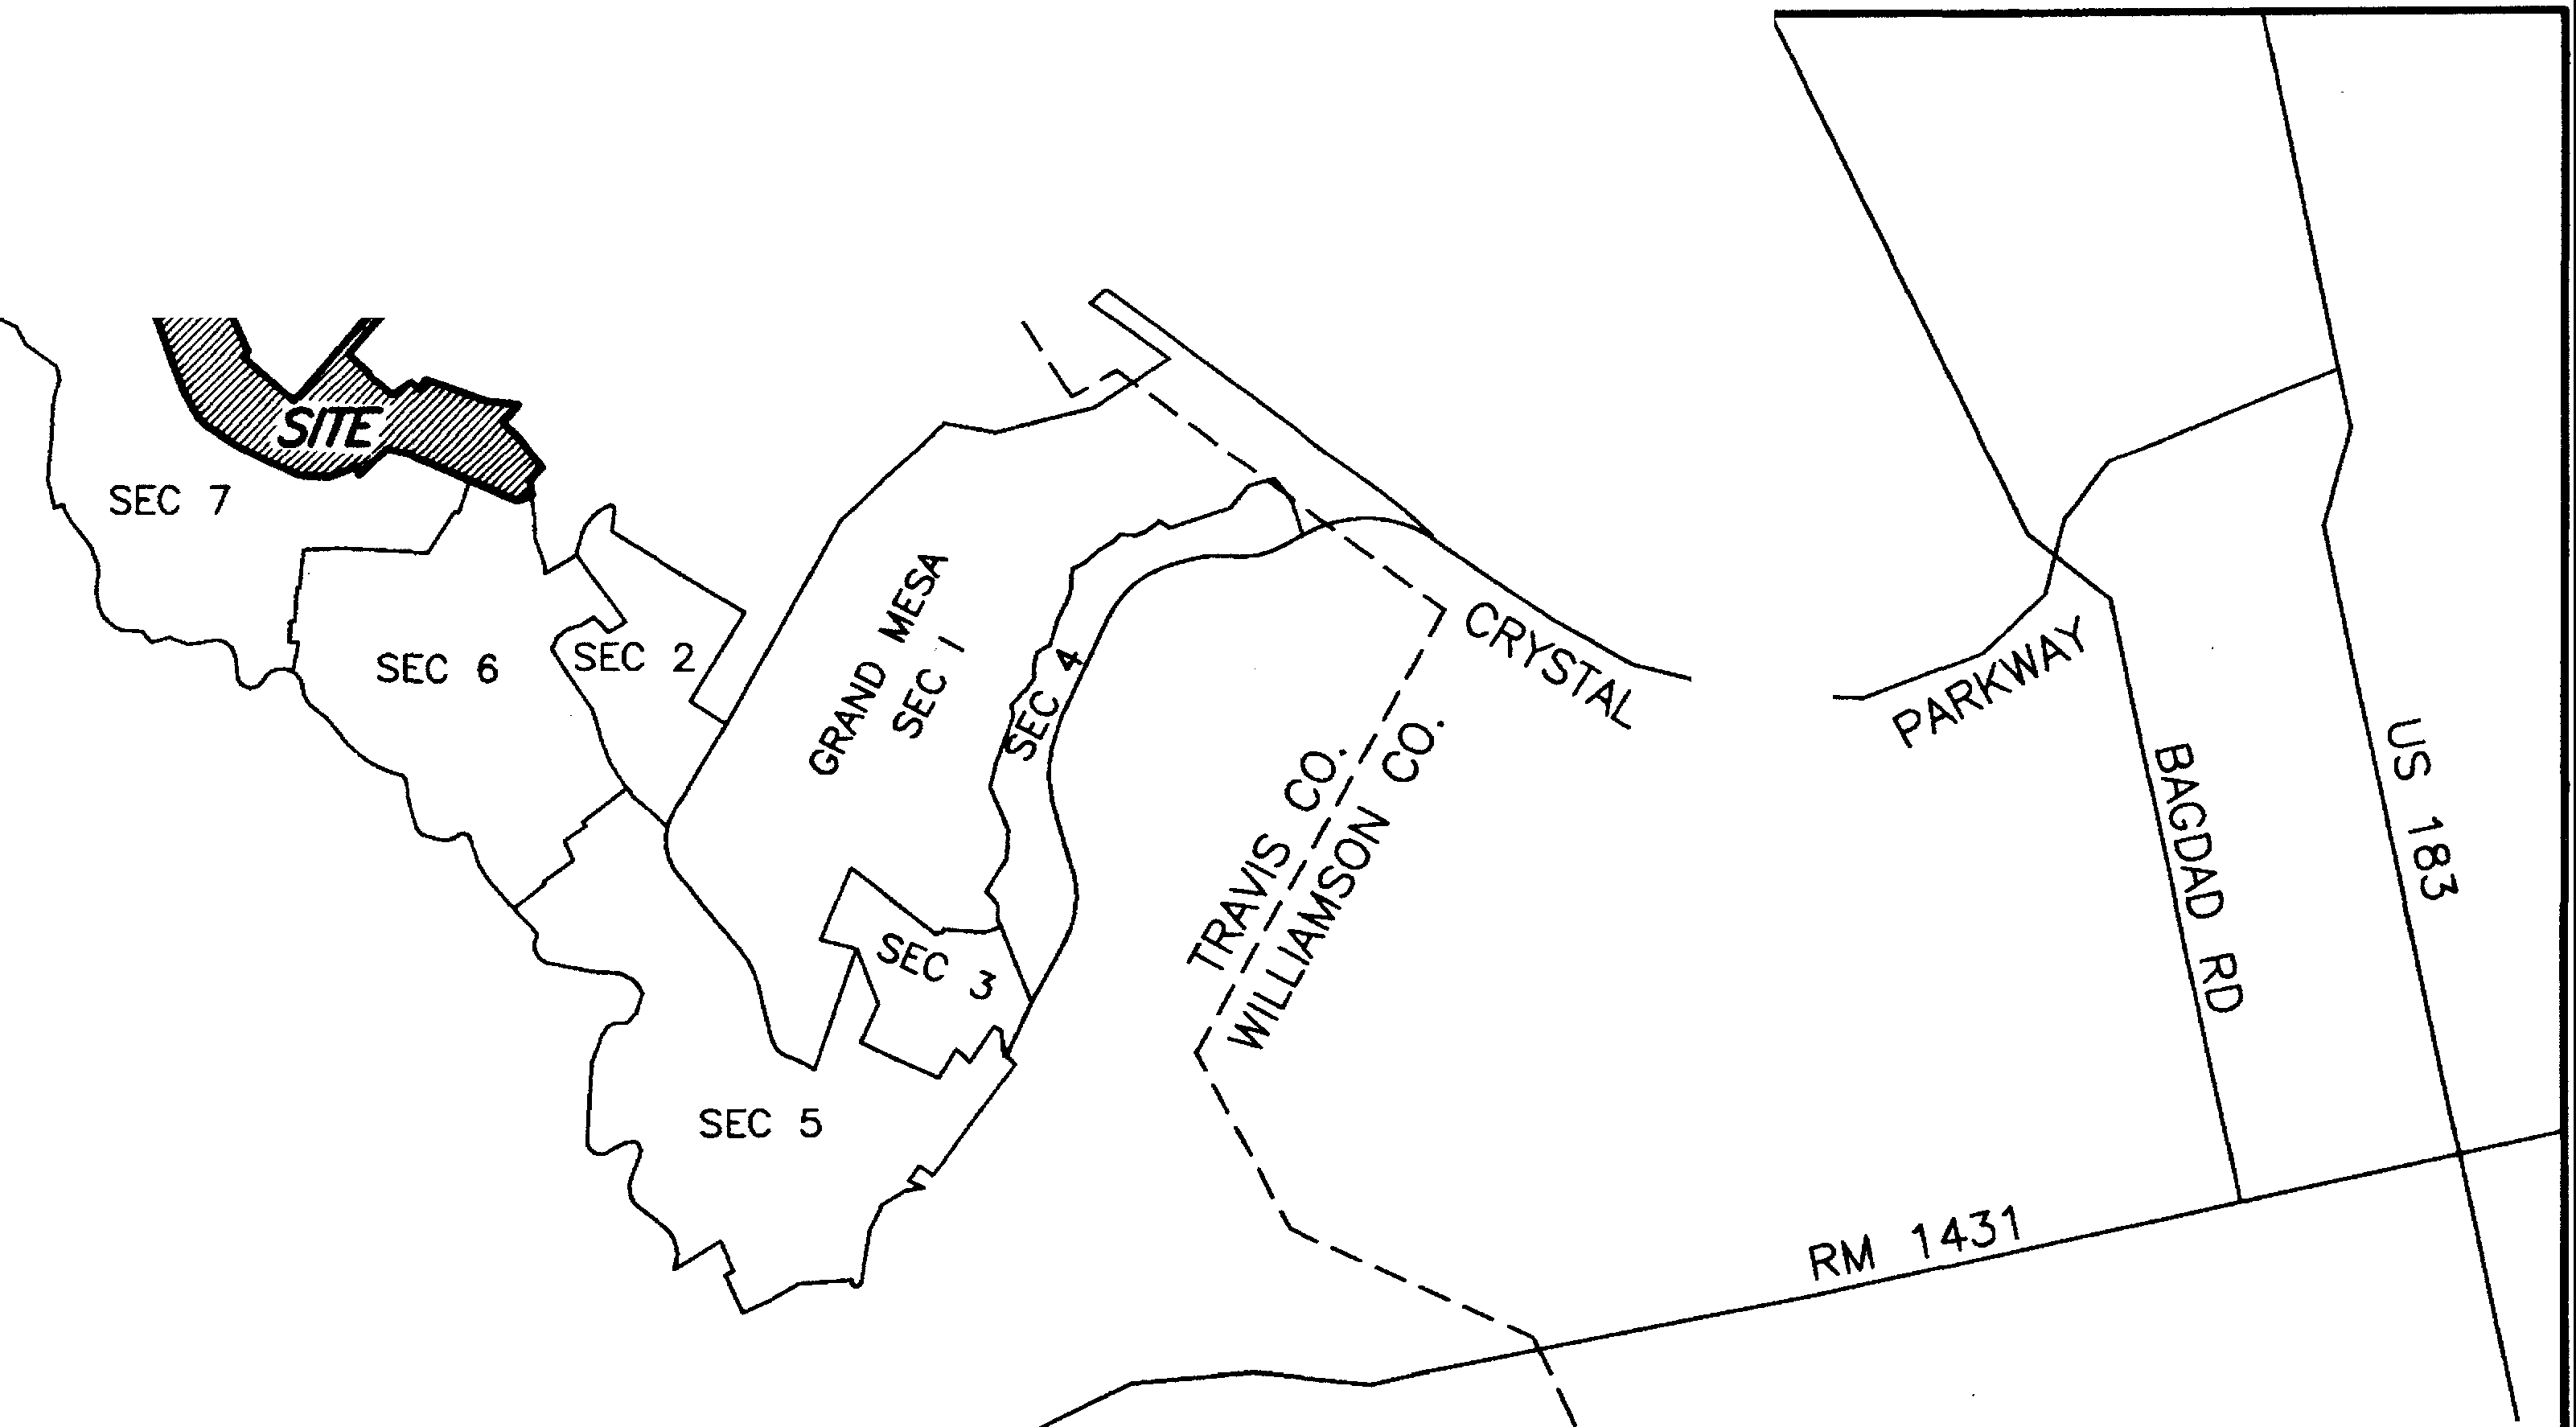 SITE
SEC 7
SEC 6
SEC 2
GRAND MESA
SEC 1
SEC 4
SEC 3
SEC 5
CRYSTAL
PARKWAY
TRAVIS CO.
WILLIAMSON CO.
BAGDAD RD
US 183
RM 1431